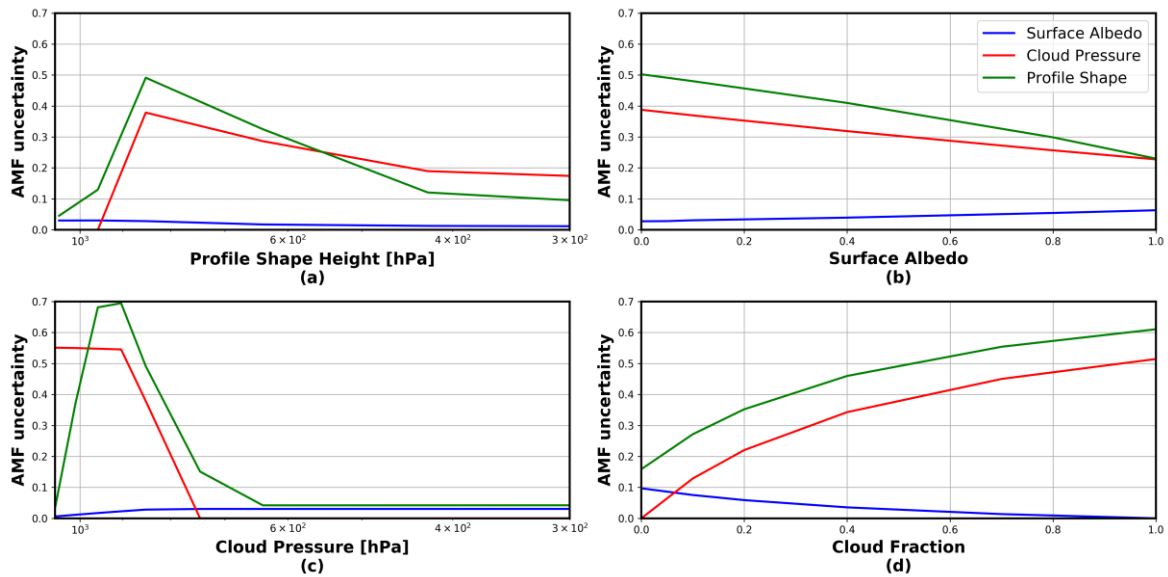 0.7
0.6
0.5
0.4
0.3
0.2
0.1
0.0
AMF uncertainty
10³
6 × 10²
4 × 10²
3 × 10²
Profile Shape Height [hPa]
(a)
0.7
0.6
0.5
0.4
0.3
0.2
0.1
0.0
AMF uncertainty
Surface Albedo
Cloud Pressure
Profile Shape
0.0 0.2 0.4 0.6 0.8 1.0
Surface Albedo
(b)
0.7
0.6
0.5
0.4
0.3
0.2
0.1
0.0
AMF uncertainty
10³
6 × 10²
4 × 10²
3 × 10²
Cloud Pressure [hPa]
(c)
0.7
0.6
0.5
0.4
0.3
0.2
0.1
0.0
AMF uncertainty
0.0 0.2 0.4 0.6 0.8 1.0
Cloud Fraction
(d)